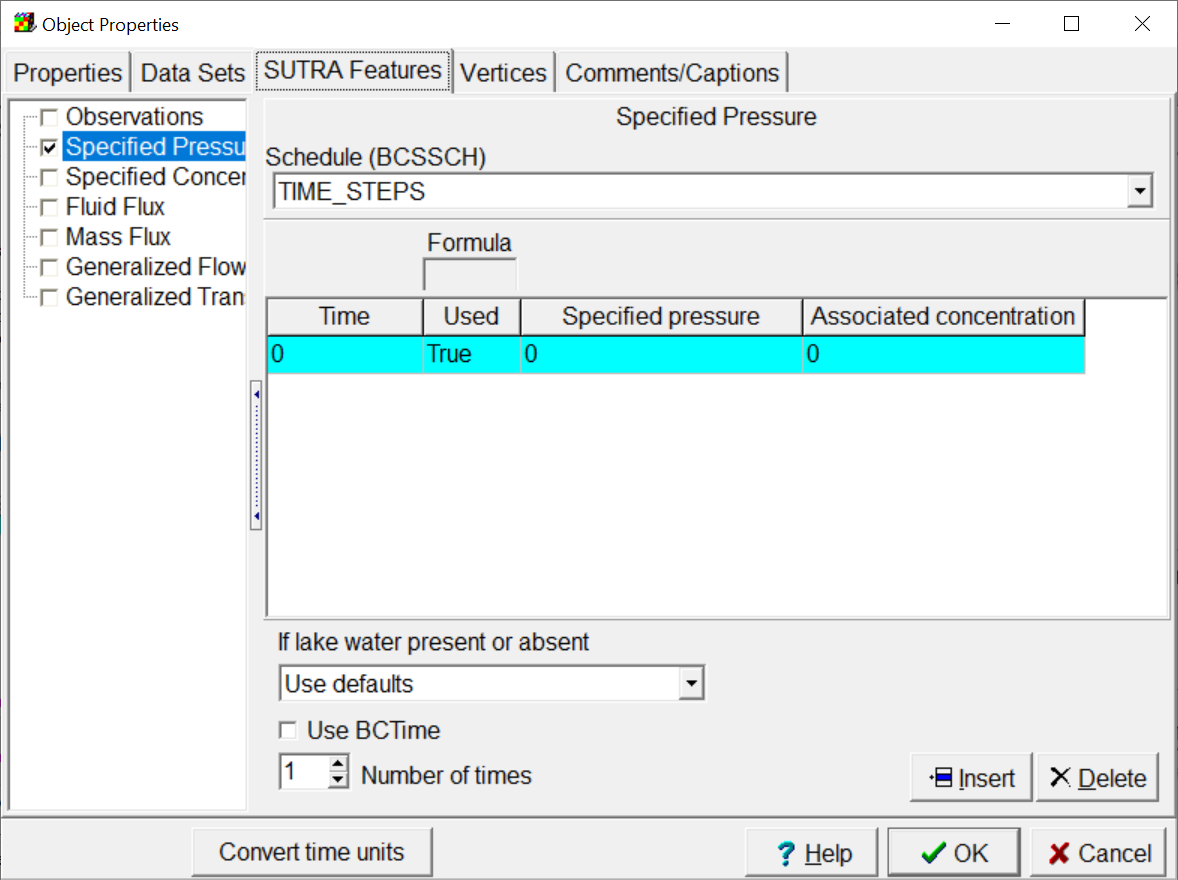 Object Properties
Properties Data Sets SUTRA Features Vertices Comments/Captions
Observations
Specified Pressu
Specified Concer
Fluid Flux
Mass Flux
Generalized Flow
Generalized Tran
Specified Pressure
Schedule (BCSSCH)
TIME_STEPS
Formula
Time Used Specified pressure Associated concentration
0 True 0 0
If lake water present or absent
Use defaults
Use BCTime
1 Number of times
Insert Delete
Convert time units Help OK Cancel